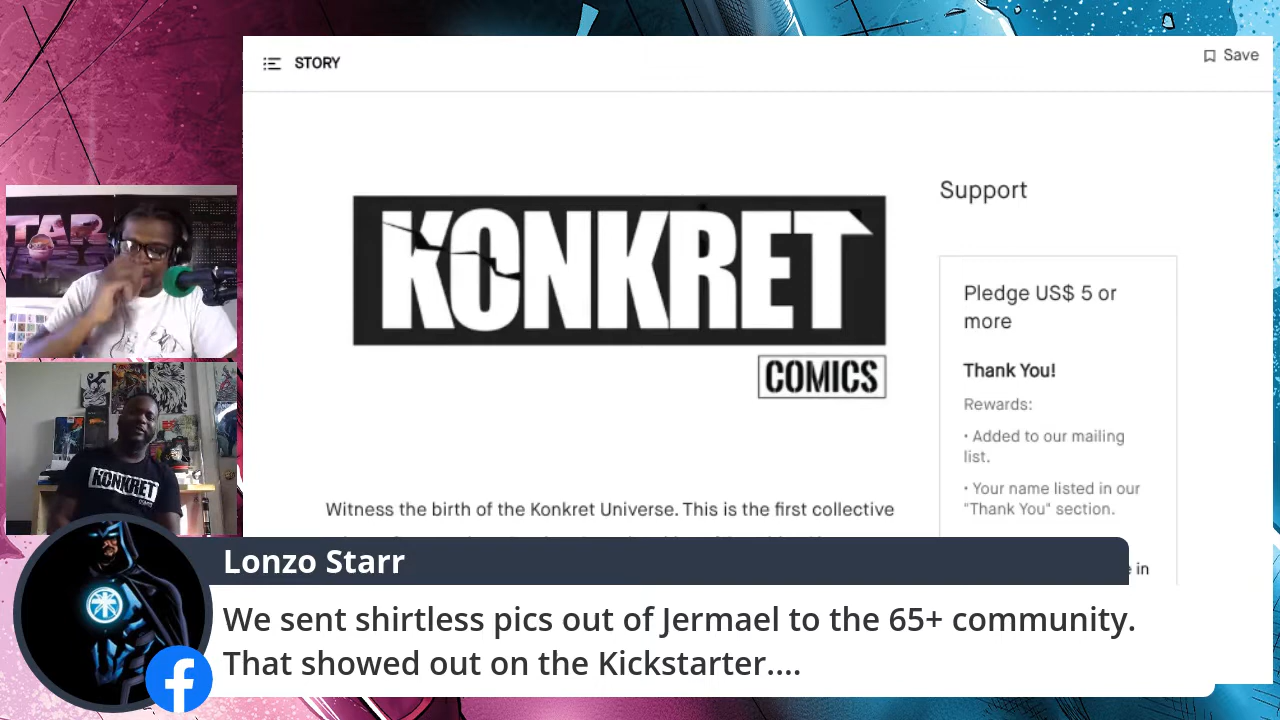 STORY
Save
KONKRET
COMICS
Support
Pledge US$ 5 or
more
Thank You!
Rewards:
• Added to our mailing
list.
• Your name listed in our
"Thank You" section.
Witness the birth of the Konkret Universe. This is the first collective
in
STAR
KONKRET
Lonzo Starr
We sent shirtless pics out of Jermael to the 65+ community.
That showed out on the Kickstarter....